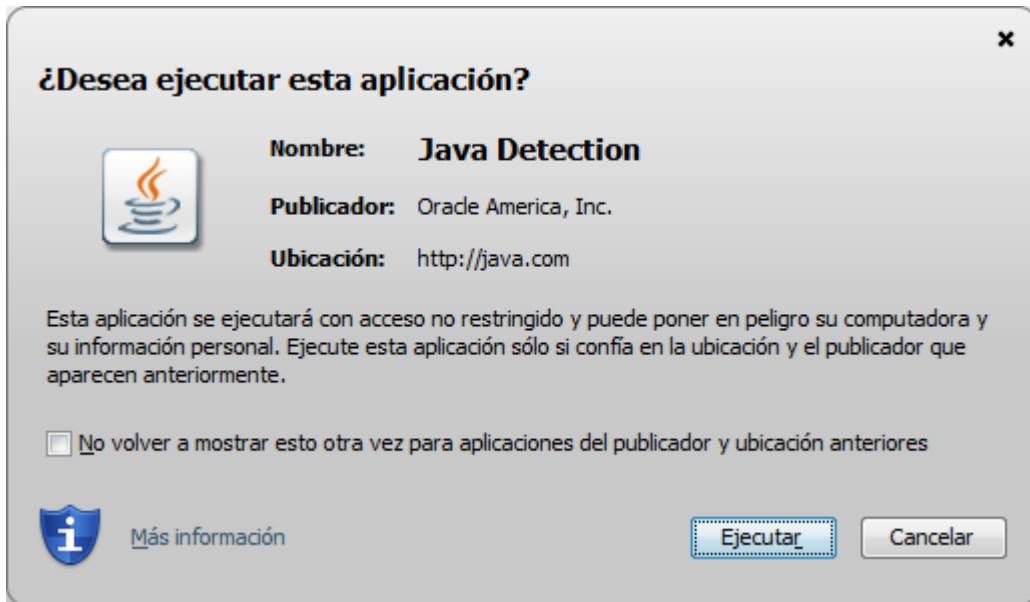 ¿Desea ejecutar esta aplicación?
Nombre: Java Detection
Publicador: Oracle America, Inc.
Ubicación: http://java.com
Esta aplicación se ejecutará con acceso no restringido y puede poner en peligro su computadora y
su información personal. Ejecute esta aplicación sólo si confía en la ubicación y el publicador que
aparecen anteriormente.
No volver a mostrar esto otra vez para aplicaciones del publicador y ubicación anteriores
Más información
Ejecutar
Cancelar